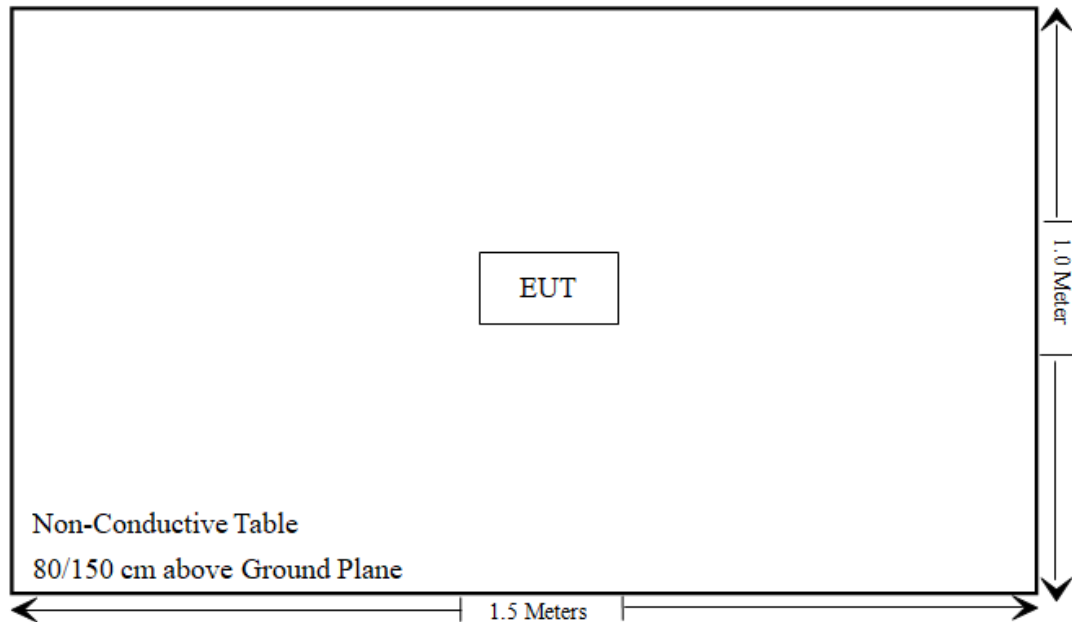 EUT
1.0 Meter
Non-Conductive Table
80/150 cm above Ground Plane
1.5 Meters